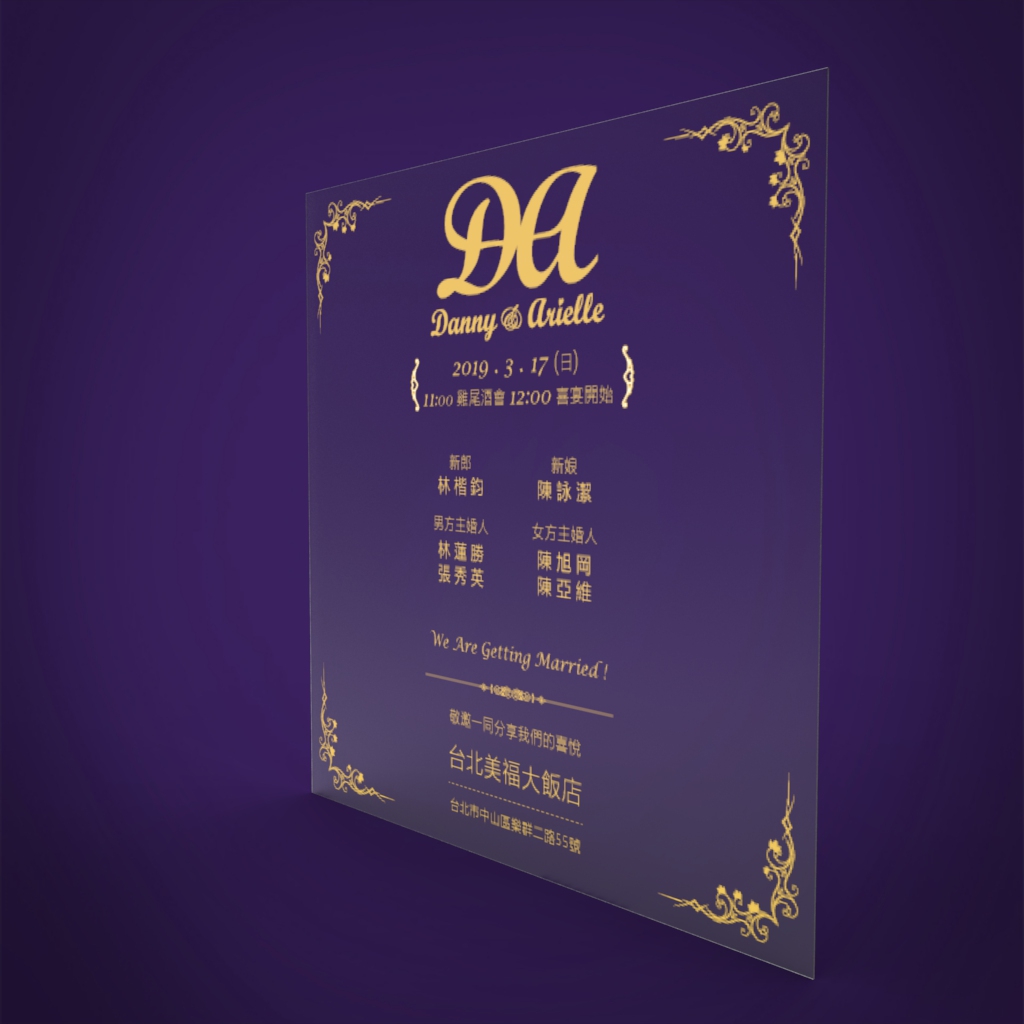 DA
Danny & Arielle
2019 . 3 . 17 (日)
11:00 雞尾酒會 12:00 喜宴開始
新郎 新娘
林楷鈞 陳詠潔
男方主婚人 女方主婚人
林蓮勝 陳旭岡
張秀英 陳亞維
We Are Getting Married !
敬邀一同分享我們的喜悅
台北美福大飯店
台北市中山區樂群二路55號